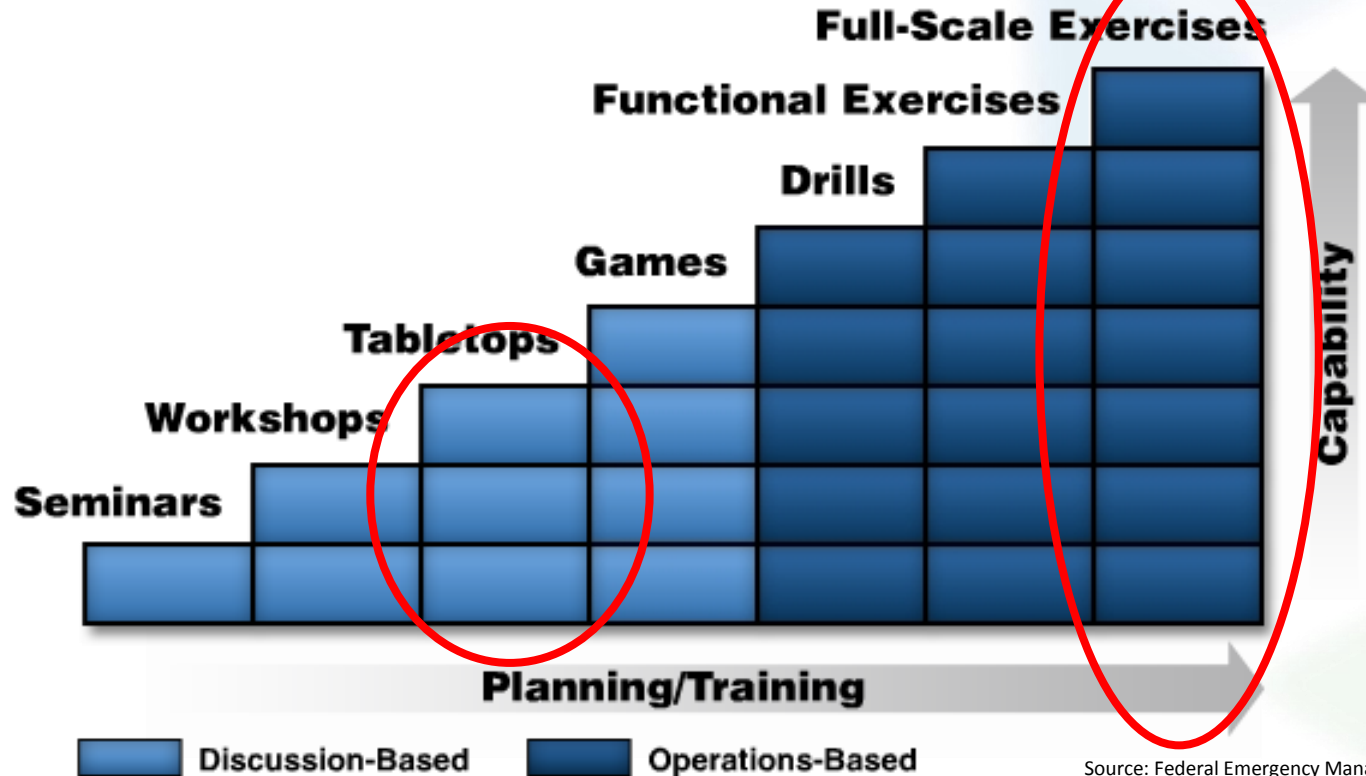 Full-Scale Exercises
Functional Exercises
Drills
Games
Tabletops
Workshops
Seminars
Capability
Planning/Training
Discussion-Based
Operations-Based
Source: Federal Emergency